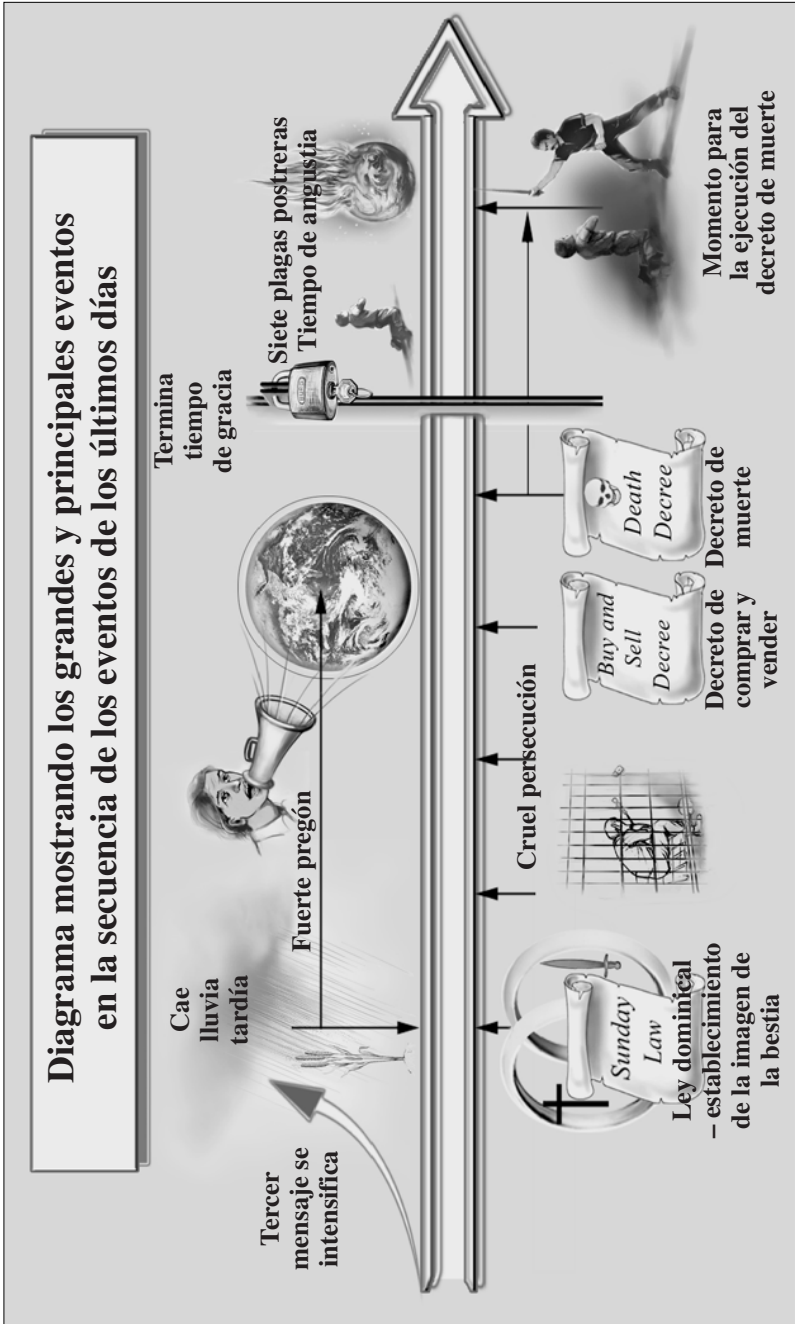 Diagrama mostrando los grandes y principales eventos
en la secuencia de los eventos de los últimos días
Tercer
mensaje se
intensifica
Cae
lluvia
tardía
Fuerte pregón
Termina
tiempo
de gracia
Siete plagas postreras
Tiempo de angustia
Sunday
Law
Ley dominical
– establecimiento
de la imagen de
la bestia
Cruel persecución
Buy and
Sell
Decree
Decreto de
comprar y
vender
Death
Decree
Decreto de
muerte
Momento para
la ejecución del
decreto de muerte